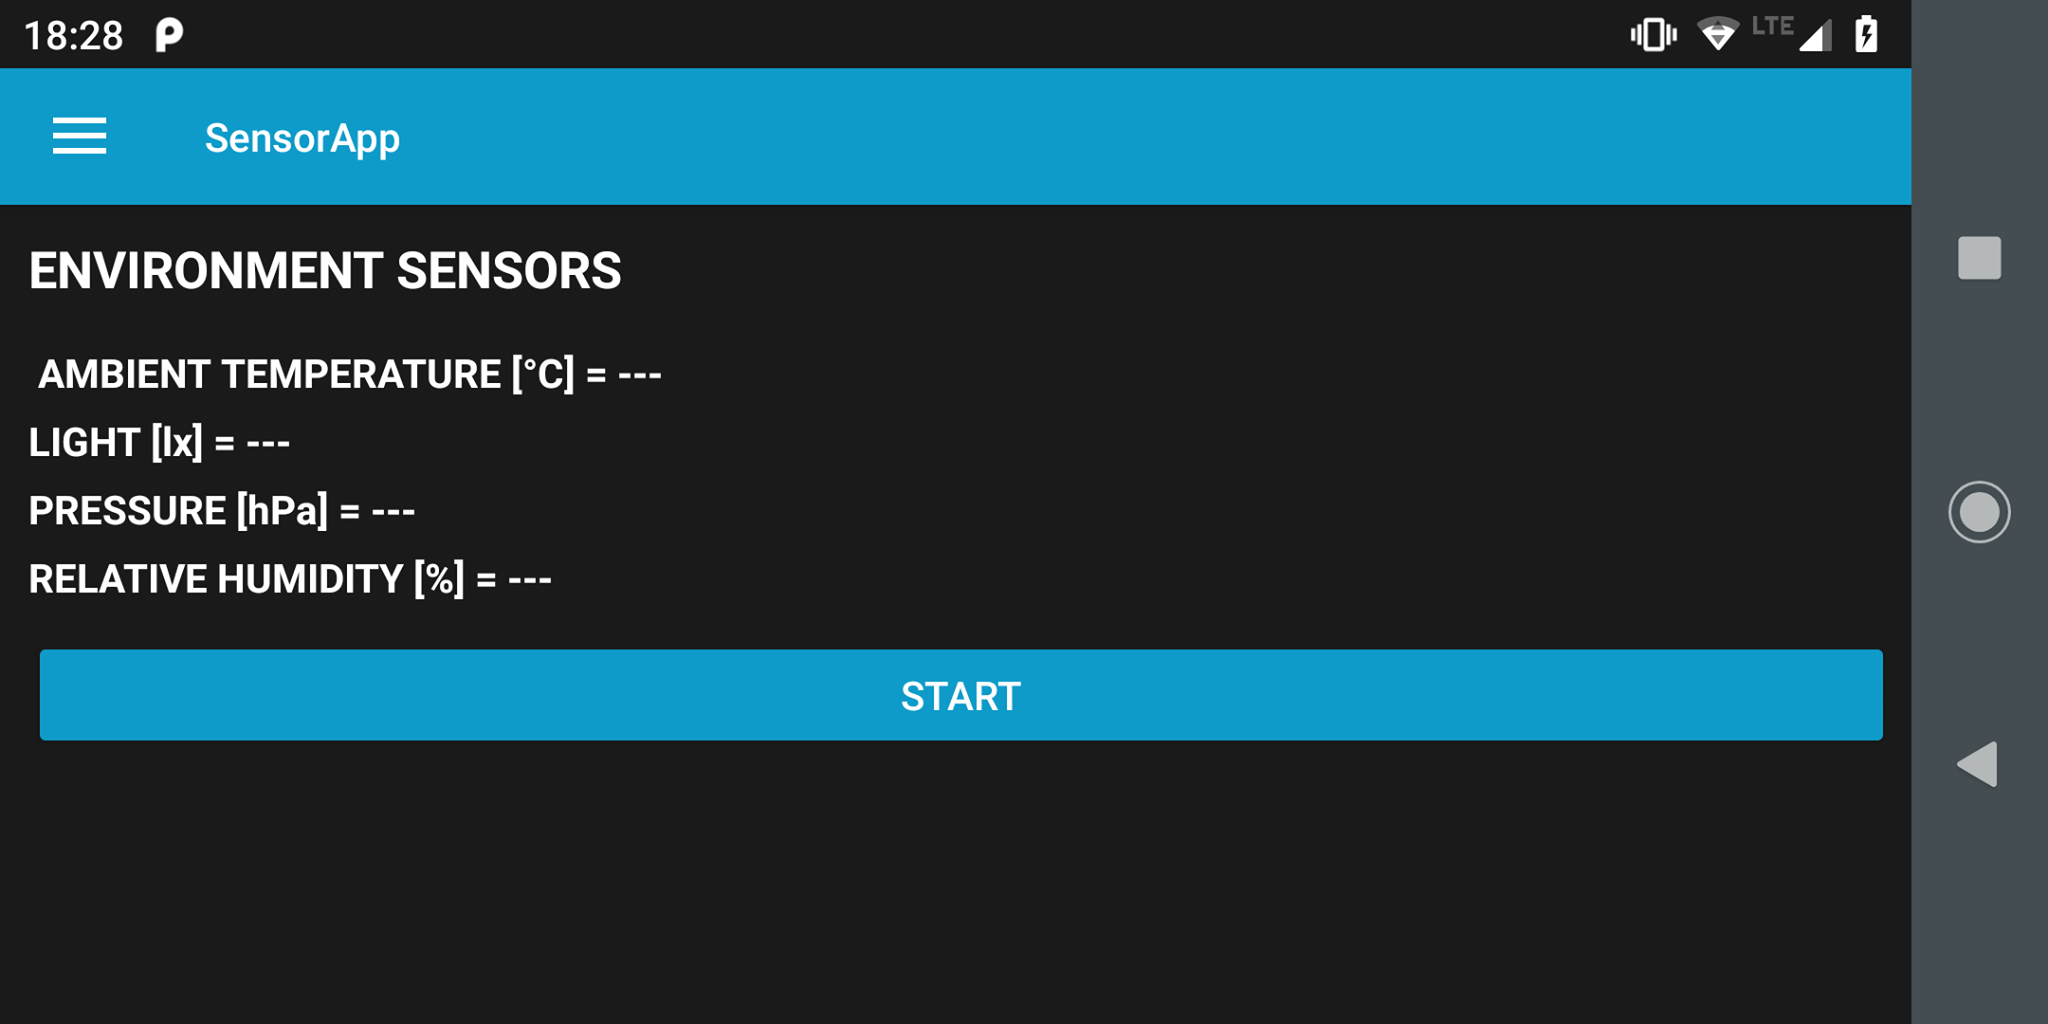 18:28
LTE
SensorApp
ENVIRONMENT SENSORS
AMBIENT TEMPERATURE [°C] = ---
LIGHT [lx] = ---
PRESSURE [hPa] = ---
RELATIVE HUMIDITY [%] = ---
START